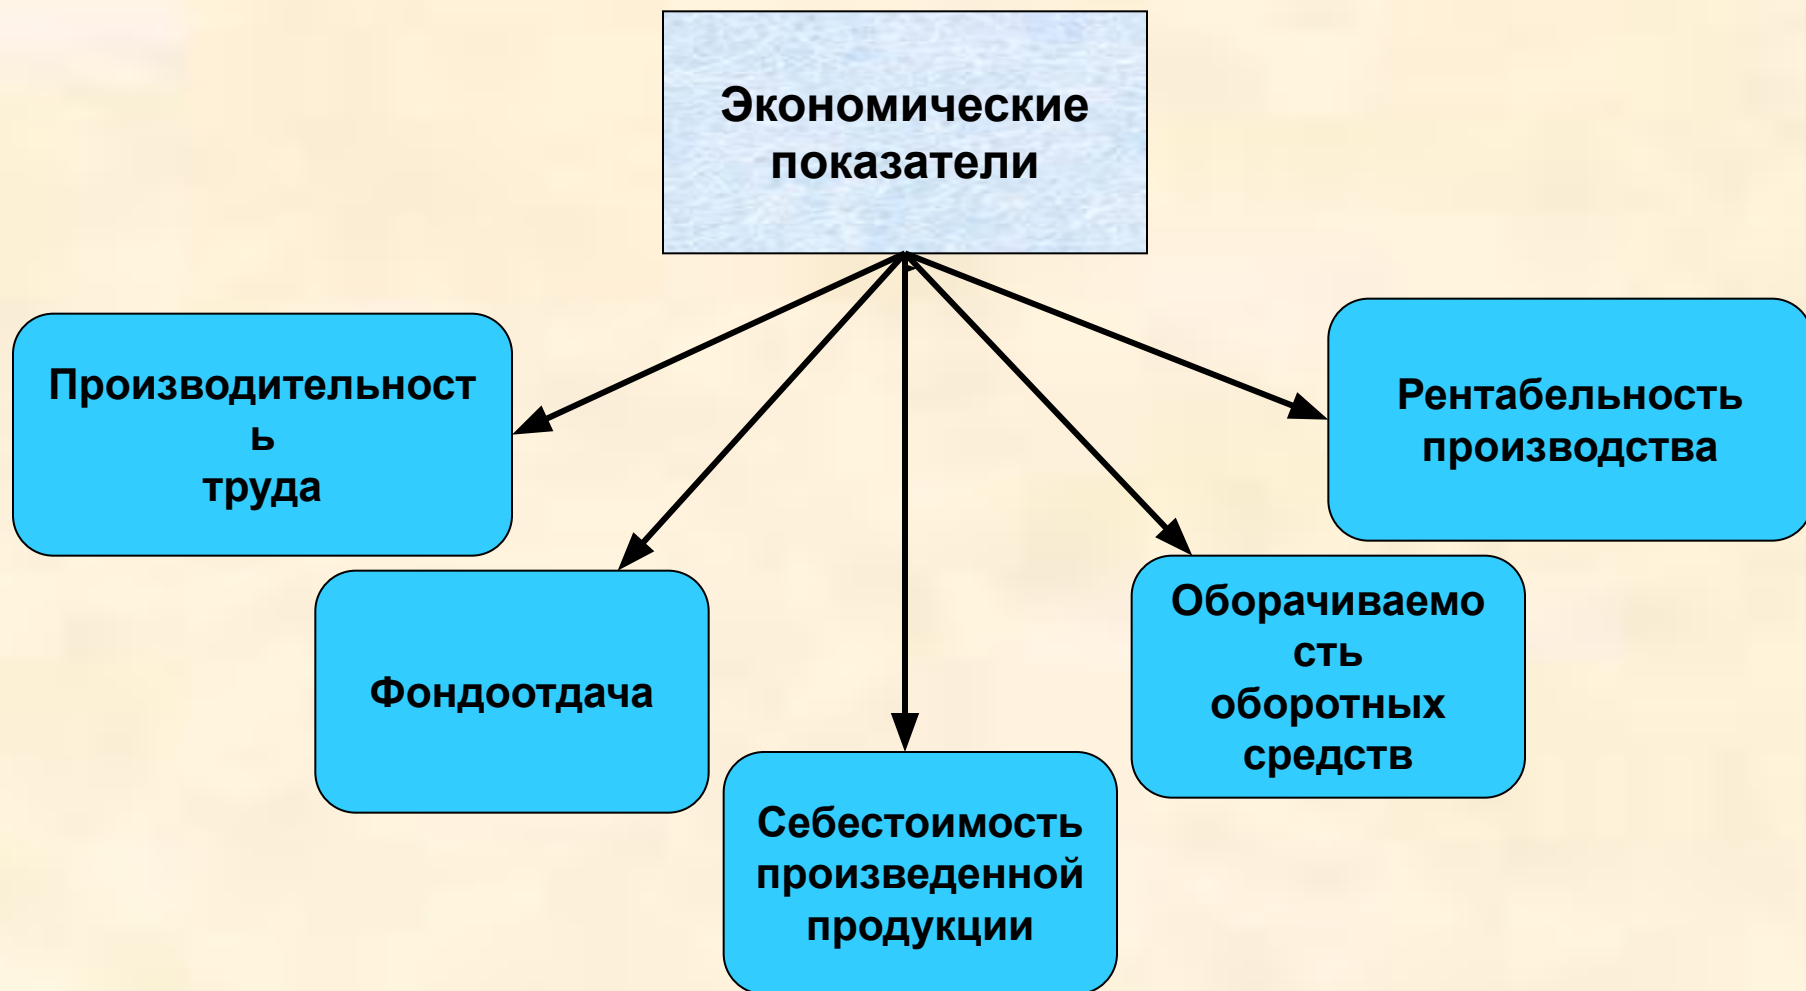 Экономические
показатели
Производительност
ь
труда
Фондоотдача
Себестоимость
произведенной
продукции
Оборачиваемо
сть
оборотных
средств
Рентабельность
производства